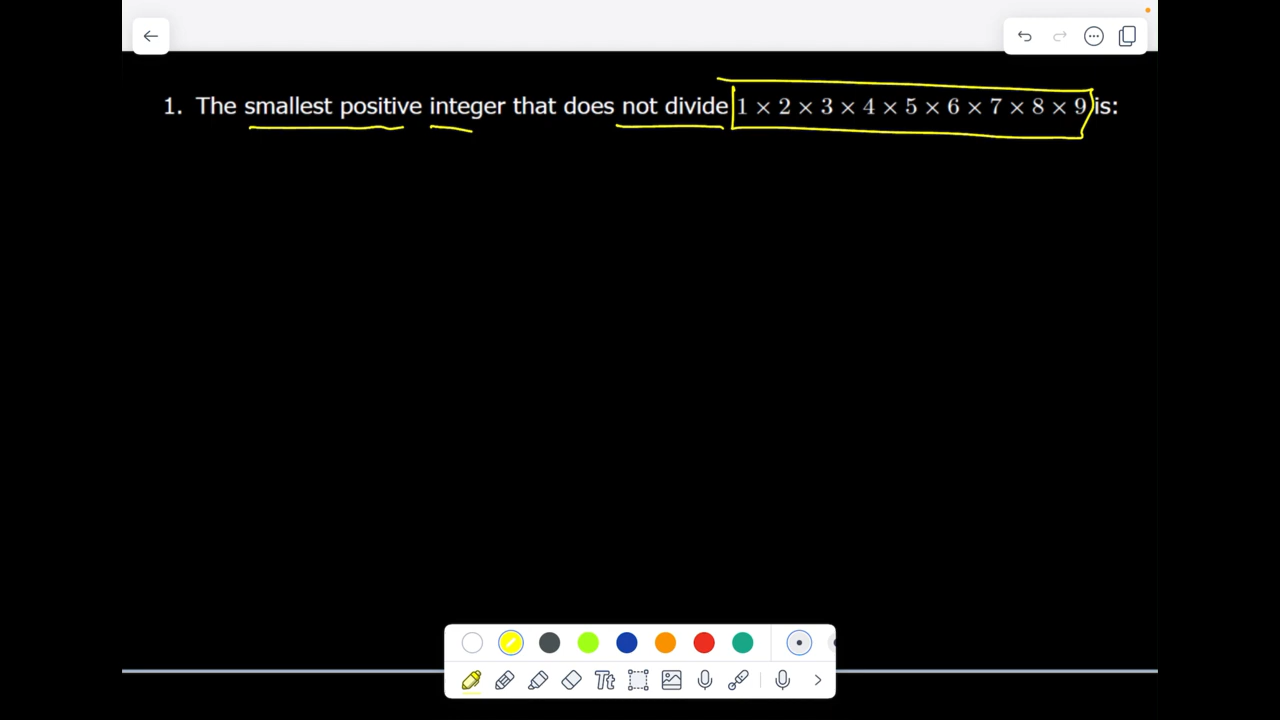 1. The smallest positive integer that does not divide 1 × 2 × 3 × 4 × 5 × 6 × 7 × 8 × 9 is:
Tt